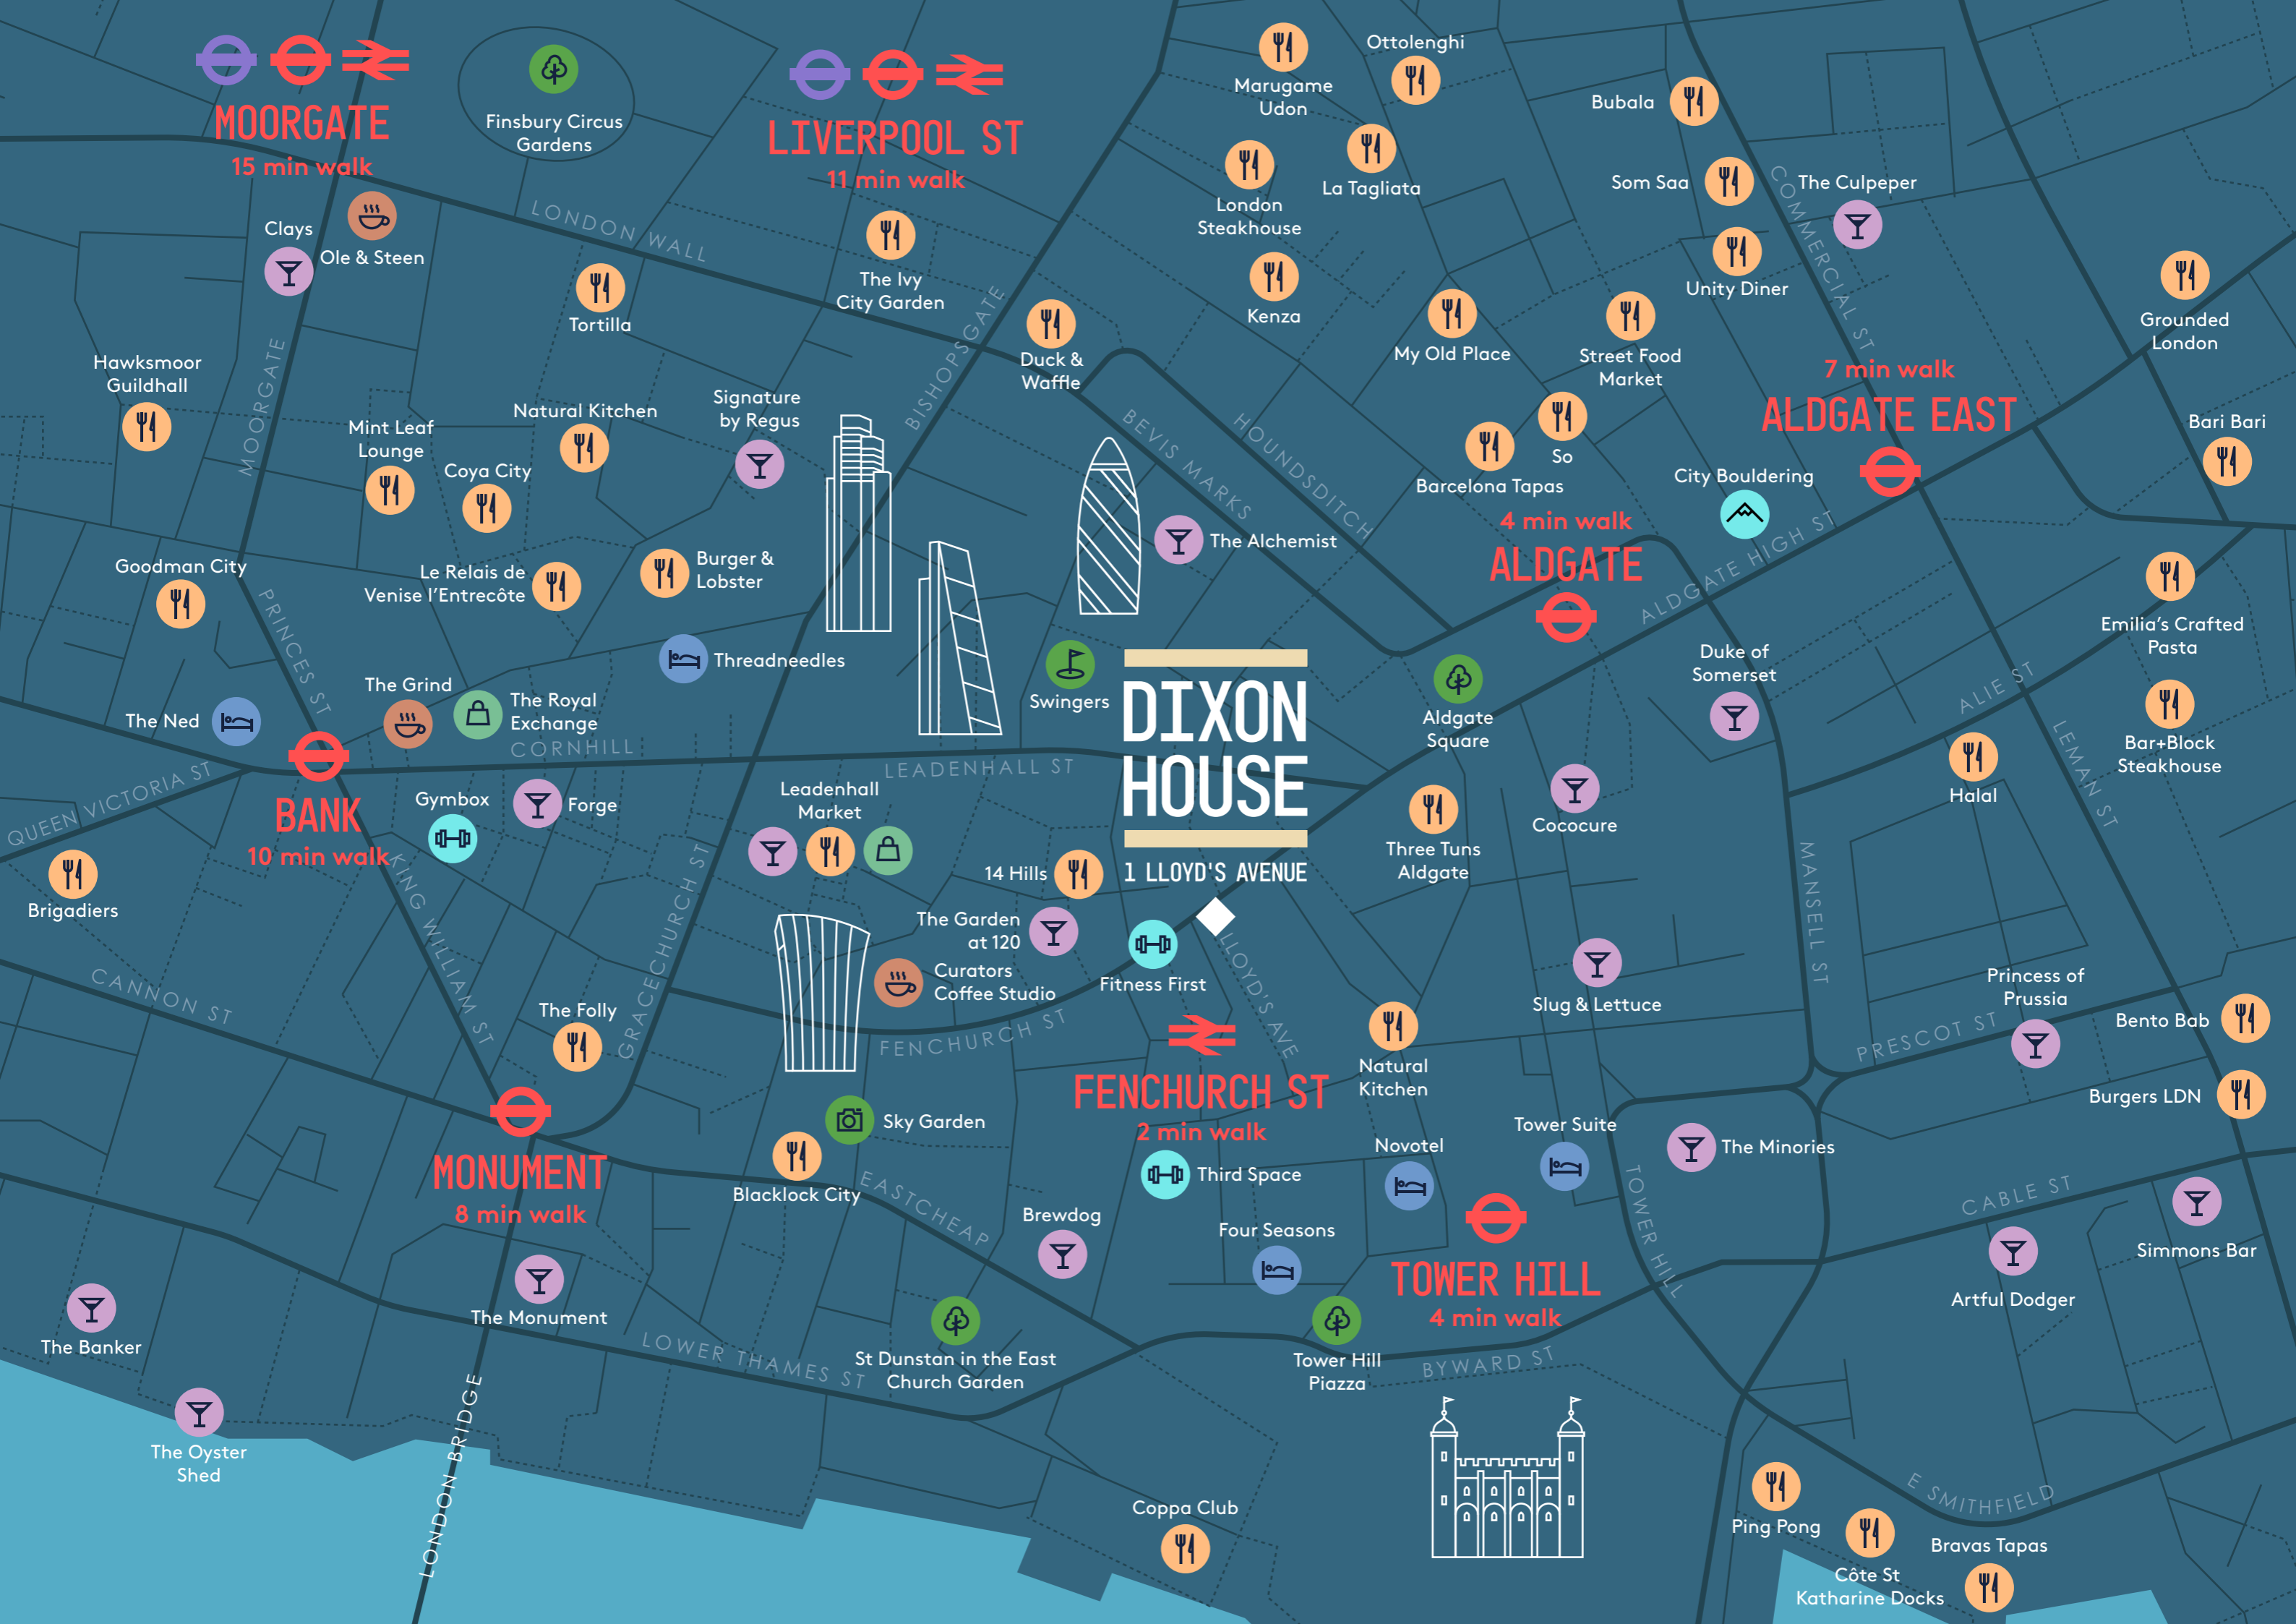 MOORGATE
15 min walk
Finsbury Circus
Gardens
LIVERPOOL ST
11 min walk
Marugame
Udon
Ottolenghi
La Tagliata
London
Steakhouse
Kenza
Bubala
Som Saa
The Culpeper
COMMERCIAL ST
Unity Diner
Clays
Ole & Steen
LONDON WALL
Tortilla
The Ivy
City Garden
BISHOPSGATE
Duck &
Waffle
My Old Place
Street Food
Market
Grounded
London
Hawksmoor
Guildhall
MOORGATE
Mint Leaf
Lounge
Natural Kitchen
Coya City
Signature
by Regus
BEVIS MARKS
HOUNDSDITCH
So
Barcelona Tapas
7 min walk
ALDGATE EAST
City Bouldering
Bari Bari
4 min walk
ALDGATE
ALDGATE HIGH ST
The Alchemist
Goodman City
PRINCES ST
Le Relais de
Venise l'Entrecôte
Burger &
Lobster
Threadneedles
Swingers
DIXON
HOUSE
1 LLOYD'S AVENUE
Aldgate
Square
Duke of
Somerset
ALIE ST
LEMAN ST
Emilia's Crafted
Pasta
Bar+Block
Steakhouse
Halal
The Ned
The Grind
The Royal
Exchange
CORNHILL
LEADENHALL ST
QUEEN VICTORIA ST
BANK
10 min walk
Gymbox
Forge
Leadenhall
Market
14 Hills
Three Tuns
Aldgate
Cococure
MANSELL ST
Brigadiers
KING WILLIAM ST
GRACECHURCH ST
The Garden
at 120
Curators
Coffee Studio
Fitness First
LLOYD'S AVE
Slug & Lettuce
Princess of
Prussia
PRESCOT ST
Bento Bab
Burgers LDN
CANNON ST
The Folly
FENCHURCH ST
FENCHURCH ST
2 min walk
Natural
Kitchen
Third Space
Novotel
Tower Suite
The Minories
TOWER HILL
MONUMENT
8 min walk
Sky Garden
Blacklock City
EASTCHEAP
Brewdog
Four Seasons
TOWER HILL
4 min walk
CABLE ST
Simmons Bar
Artful Dodger
The Banker
The Monument
LOWER THAMES ST
St Dunstan in the East
Church Garden
Tower Hill
Piazza
BYWARD ST
The Oyster
Shed
LONDON BRIDGE
Coppa Club
Ping Pong
E SMITHFIELD
Côte St
Katharine Docks
Bravas Tapas